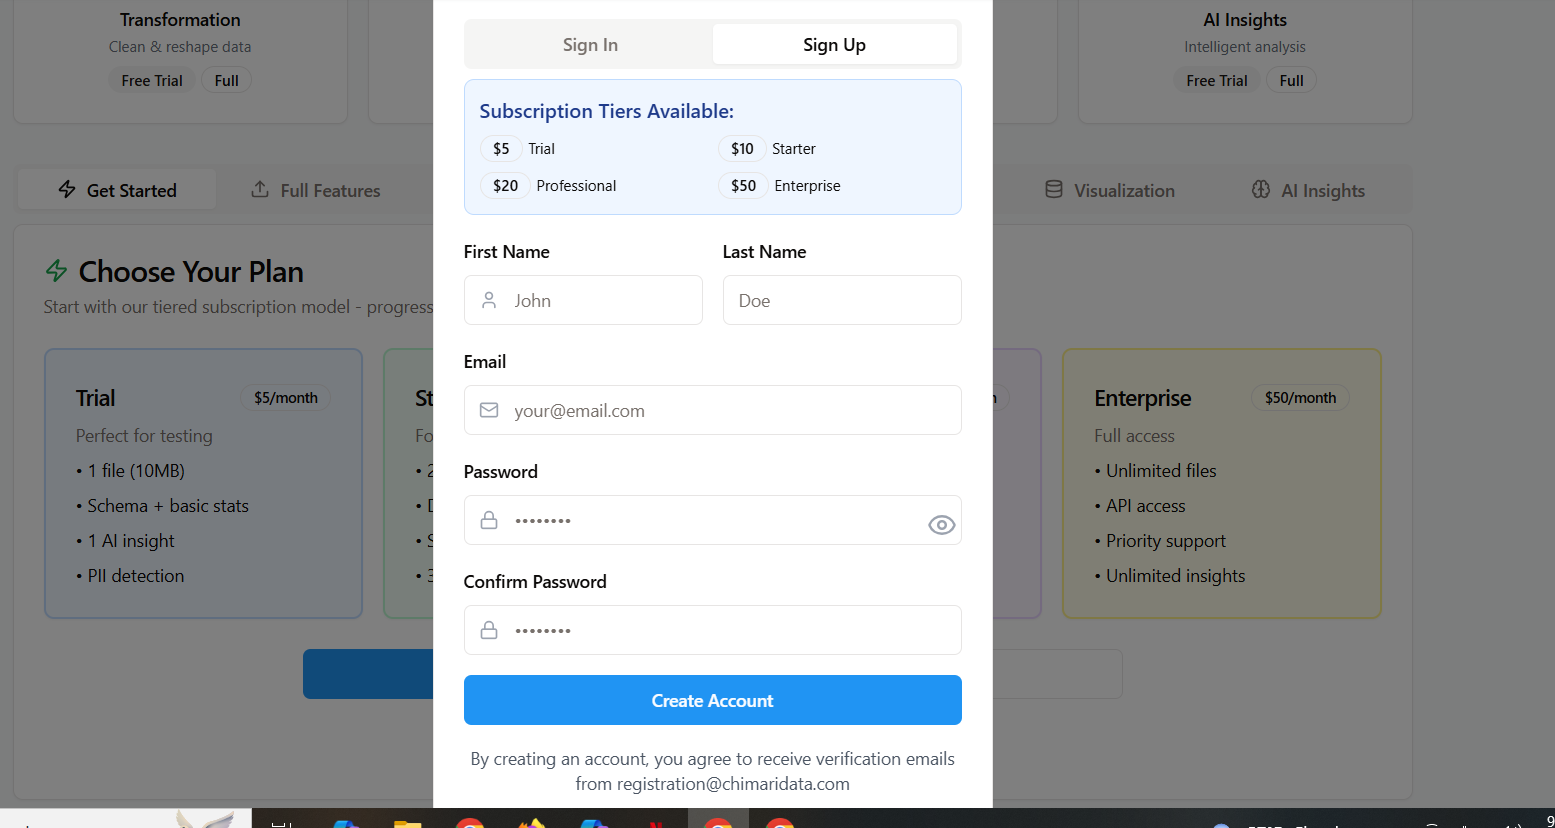 Transformation
Clean & reshape data
Free Trial Full
AI Insights
Intelligent analysis
Free Trial Full
Get Started Full Features Visualization AI Insights
Choose Your Plan
Start with our tiered subscription model - progress
Trial $5/month
Perfect for testing
• 1 file (10MB)
• Schema + basic stats
• 1 AI insight
• PII detection
St
Fo
• 2
•
• S
• 3
Enterprise $50/month
Full access
• Unlimited files
• API access
• Priority support
• Unlimited insights
Sign In Sign Up
Subscription Tiers Available:
$5 Trial $10 Starter
$20 Professional $50 Enterprise
First Name Last Name
John Doe
Email
your@email.com
Password
••••••••
Confirm Password
••••••••
Create Account
By creating an account, you agree to receive verification emails
from registration@chimaridata.com